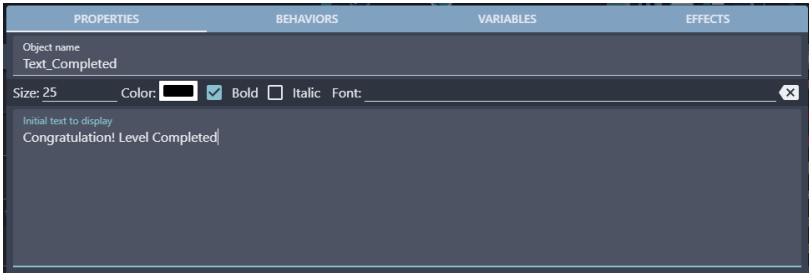 PROPERTIES BEHAVIORS VARIABLES EFFECTS
Object name
Text_Completed
Size: 25 Color: Bold Italic Font:
Initial text to display
Congratulation! Level Completed